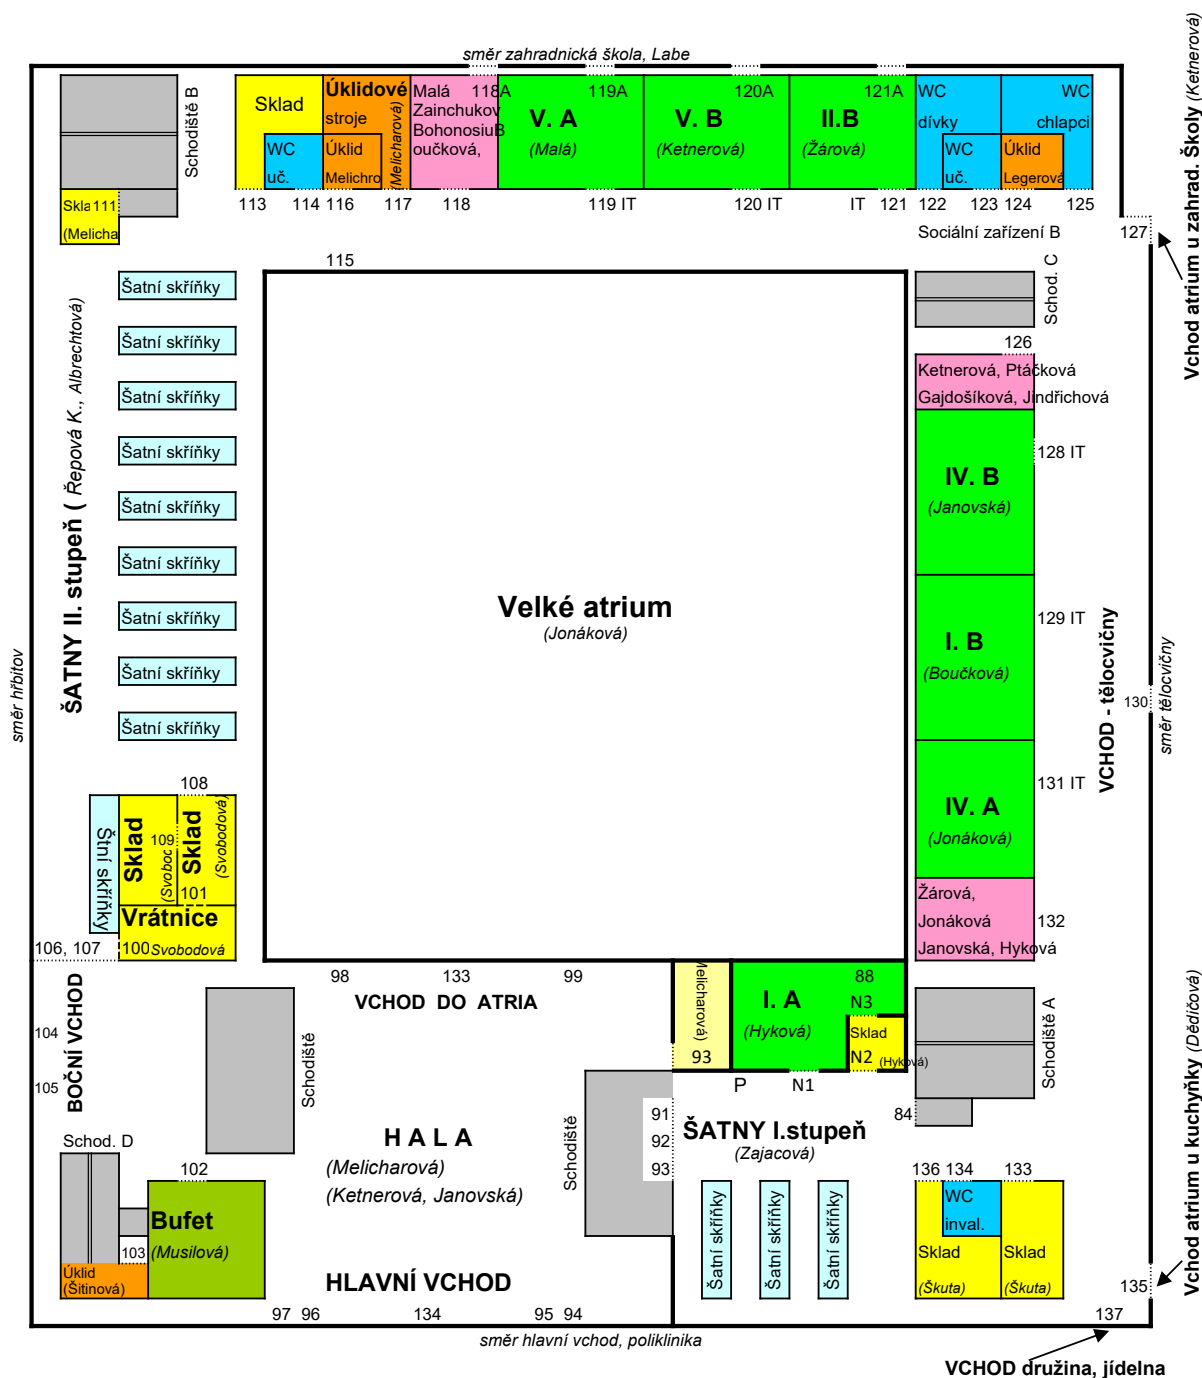 směr zahradnická škola, Labe
Vchod atrium u zahrad. Školy (Ketnerová)
Schodiště B
Sklad
WC
uč.
Úklidové
stroje
Úklid
Melichro
(Melicharová)
Malá 118A
Zainchukov
BohonosiuB
oučková,
119A
V. A
(Malá)
120A
V. B
(Ketnerová)
121A
II.B
(Žárová)
WC
dívky
WC
uč.
WC
chlapci
Úklid
Legerová
Skla 111
(Melicha
113 114 116 117 118 119 IT 120 IT IT 121 122 123 124 125
Sociální zařízení B
127
115
Schod. C
126
Šatní skříňky
Šatní skříňky
Šatní skříňky
Šatní skříňky
Šatní skříňky
Šatní skříňky
Šatní skříňky
Šatní skříňky
Šatní skříňky
ŠATNY II. stupeň ( Řepová K., Albrechtová)
směr hřbitov
Velké atrium
(Jonáková)
Ketnerová, Ptáčková
Gajdošíková, Jindřichová
128 IT
IV. B
(Janovská)
129 IT
I. B
(Boučková)
130
VCHOD - tělocvičny
směr tělocvičny
131 IT
IV. A
(Jonáková)
Žárová,
Jonáková
Janovská, Hyková
132
108
Štní skříňky
Sklad
109
(Svoboc
Sklad
(Svobodová)
101
Vrátnice
100 Svobodová
106, 107
98 133 99
VCHOD DO ATRIA
Melicharová)
93
I. A
(Hyková)
88
N3
Sklad
N2 (Hyková)
P N1
Schodiště A
84
104
105
BOČNÍ VCHOD
Schodiště
Schodiště
H A L A
(Melicharová)
(Ketnerová, Janovská)
91
92
93
ŠATNY I.stupeň
(Zajacová)
Šatní skříňky
Šatní skříňky
Šatní skříňky
Schod. D
102
Bufet
(Musilová)
103
Úklid
(Šitinová)
136 134 133
WC
inval.
Sklad
(Škuta)
Sklad
(Škuta)
Vchod atrium u kuchyňky (Dědičová)
135
137
HLAVNÍ VCHOD
97 96 134 95 94
směr hlavní vchod, poliklinika
VCHOD družina, jídelna